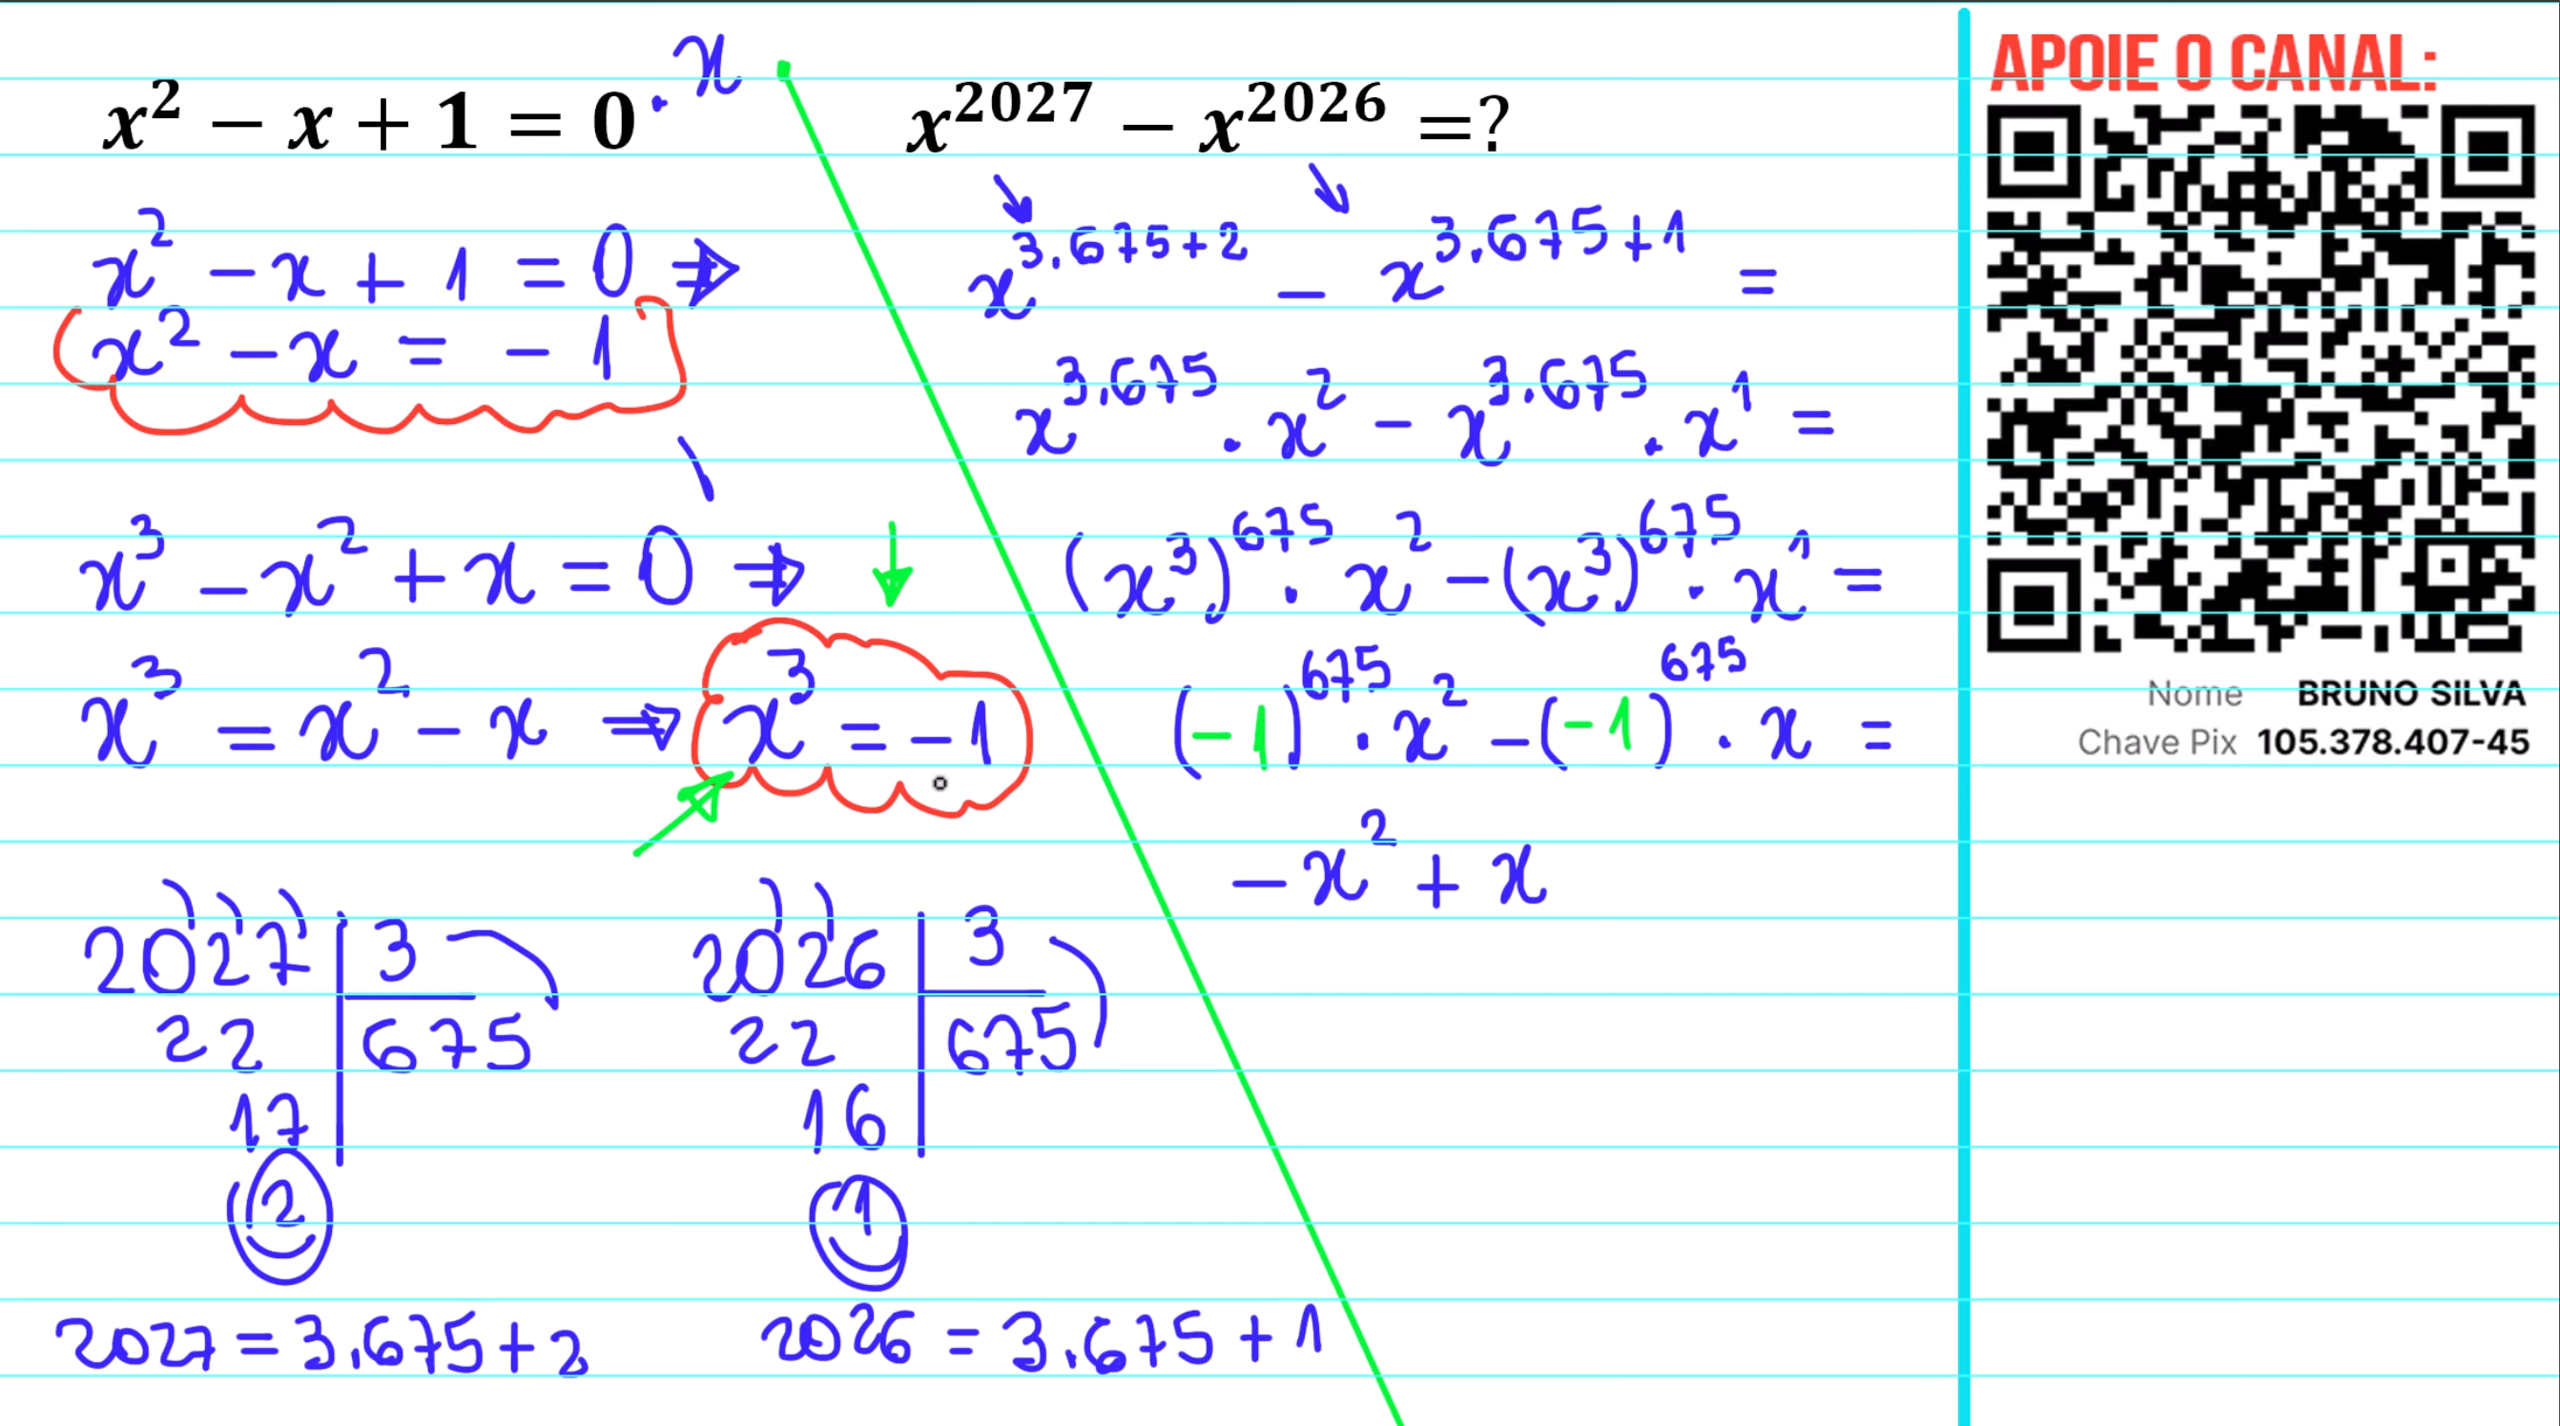 x² − x + 1 = 0 . x
x² − x + 1 = 0 ⇒
x² − x = − 1
x³ − x² + x = 0 ⇒
x³ = x² − x ⇒ x³ = − 1
2027 | 3
22 675
17
2
2027 = 3.675 + 2
2026 | 3
22 675
16
1
2026 = 3.675 + 1
x²⁰²⁷ − x²⁰²⁶ =?
x^3.675+2 − x^3.675+1 =
x^3.675 . x² − x^3.675 . x¹ =
(x³)^675 . x² − (x³)^675 . x¹ =
(−1)^675 . x² − (−1)^675 . x =
− x² + x
APOIE O CANAL:
Nome BRUNO SILVA
Chave Pix 105.378.407-45